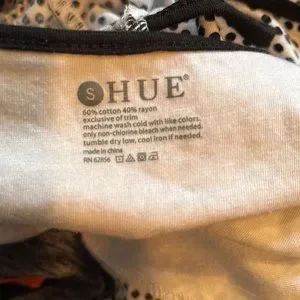 S HUE®
60% cotton 40% rayon
exclusive of trim
machine wash cold with like colors.
only non-chlorine bleach when needed.
tumble dry low, cool iron if needed.
made in china
RN 62856